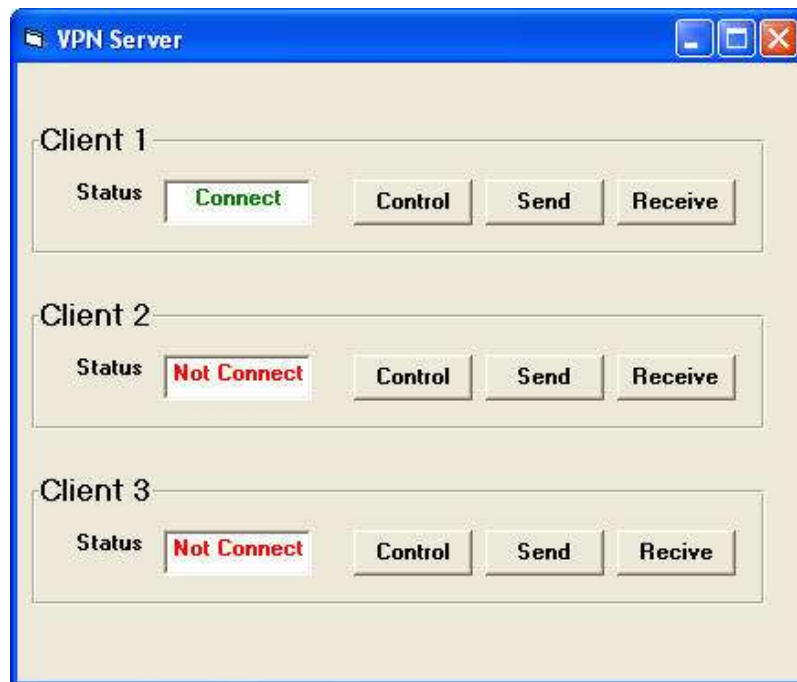 VPN Server
Client 1
Status Connect Control Send Receive
Client 2
Status Not Connect Control Send Receive
Client 3
Status Not Connect Control Send Recive